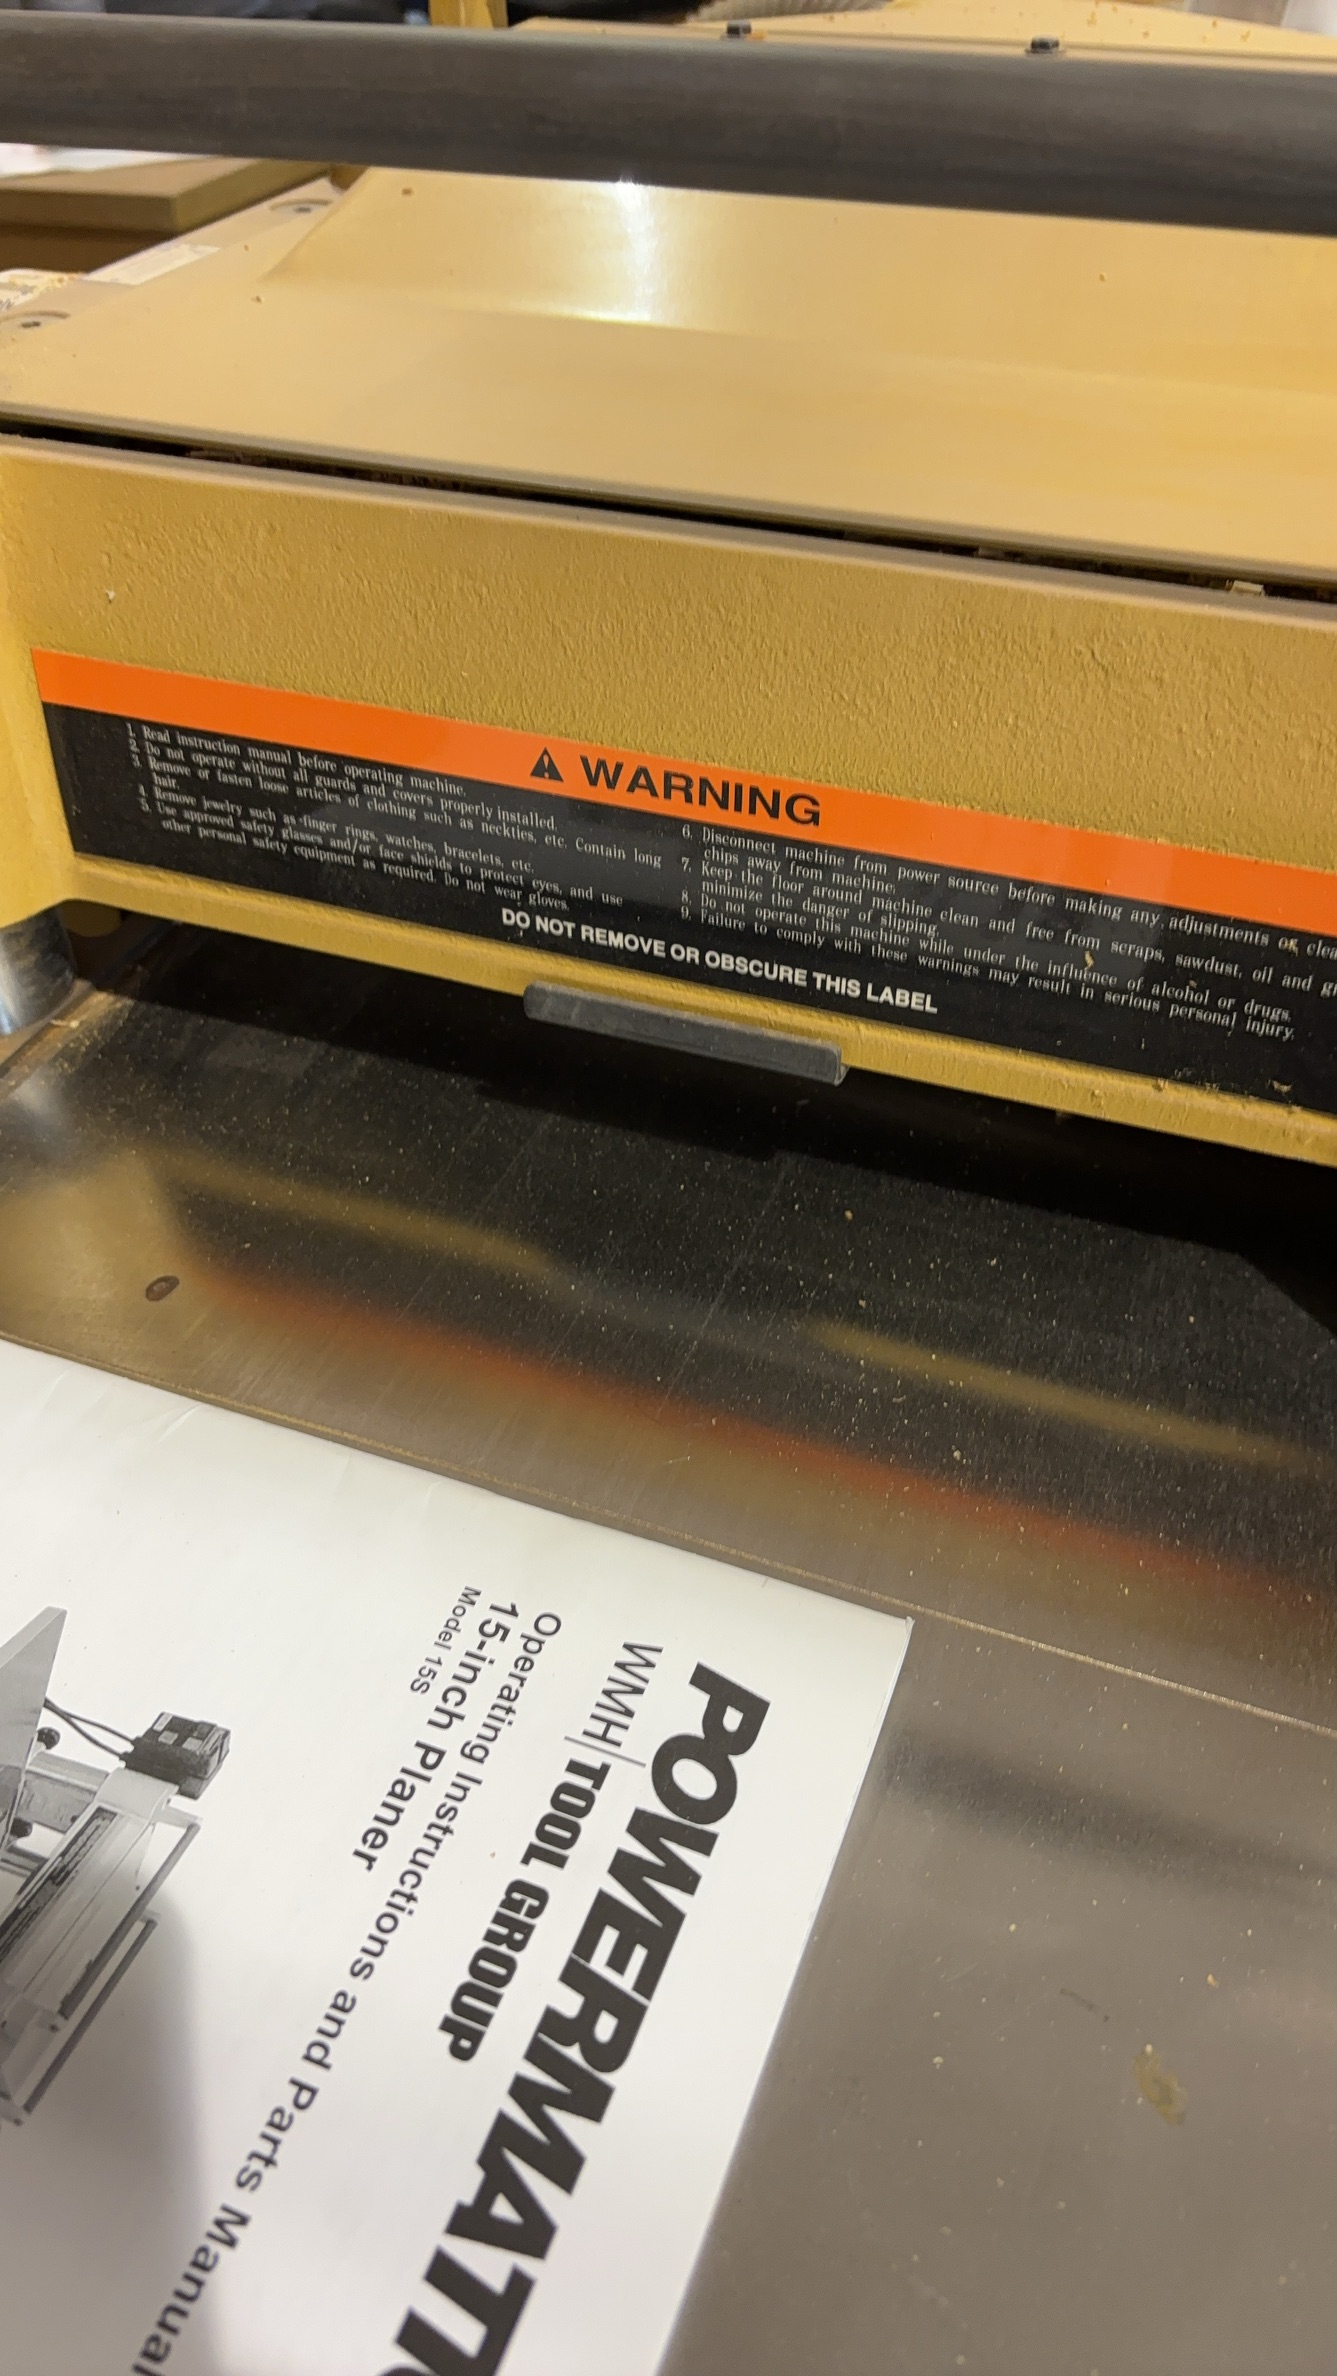 WARNING
1. Read instruction manual before operating machine.
2. Do not operate without all guards and covers properly installed.
3. Remove or fasten loose articles of clothing such as neckties, etc. Contain long
hair.
4. Remove jewelry such as finger rings, watches, bracelets, etc.
5. Use approved safety glasses and/or face shields to protect eyes, and use
other personal safety equipment as required. Do not wear gloves.
6. Disconnect machine from power source before making any adjustments or
chips away from machine.
7. Keep the floor around machine clean and free from scraps, sawdust, oil and
minimize the danger of slipping.
8. Do not operate this machine while under the influence of alcohol or drugs.
9. Failure to comply with these warnings may result in serious personal injury.
DO NOT REMOVE OR OBSCURE THIS LABEL
POWERMATIC
WMH TOOL GROUP
Operating Instructions and Parts Manual
15-inch Planer
Model 15S